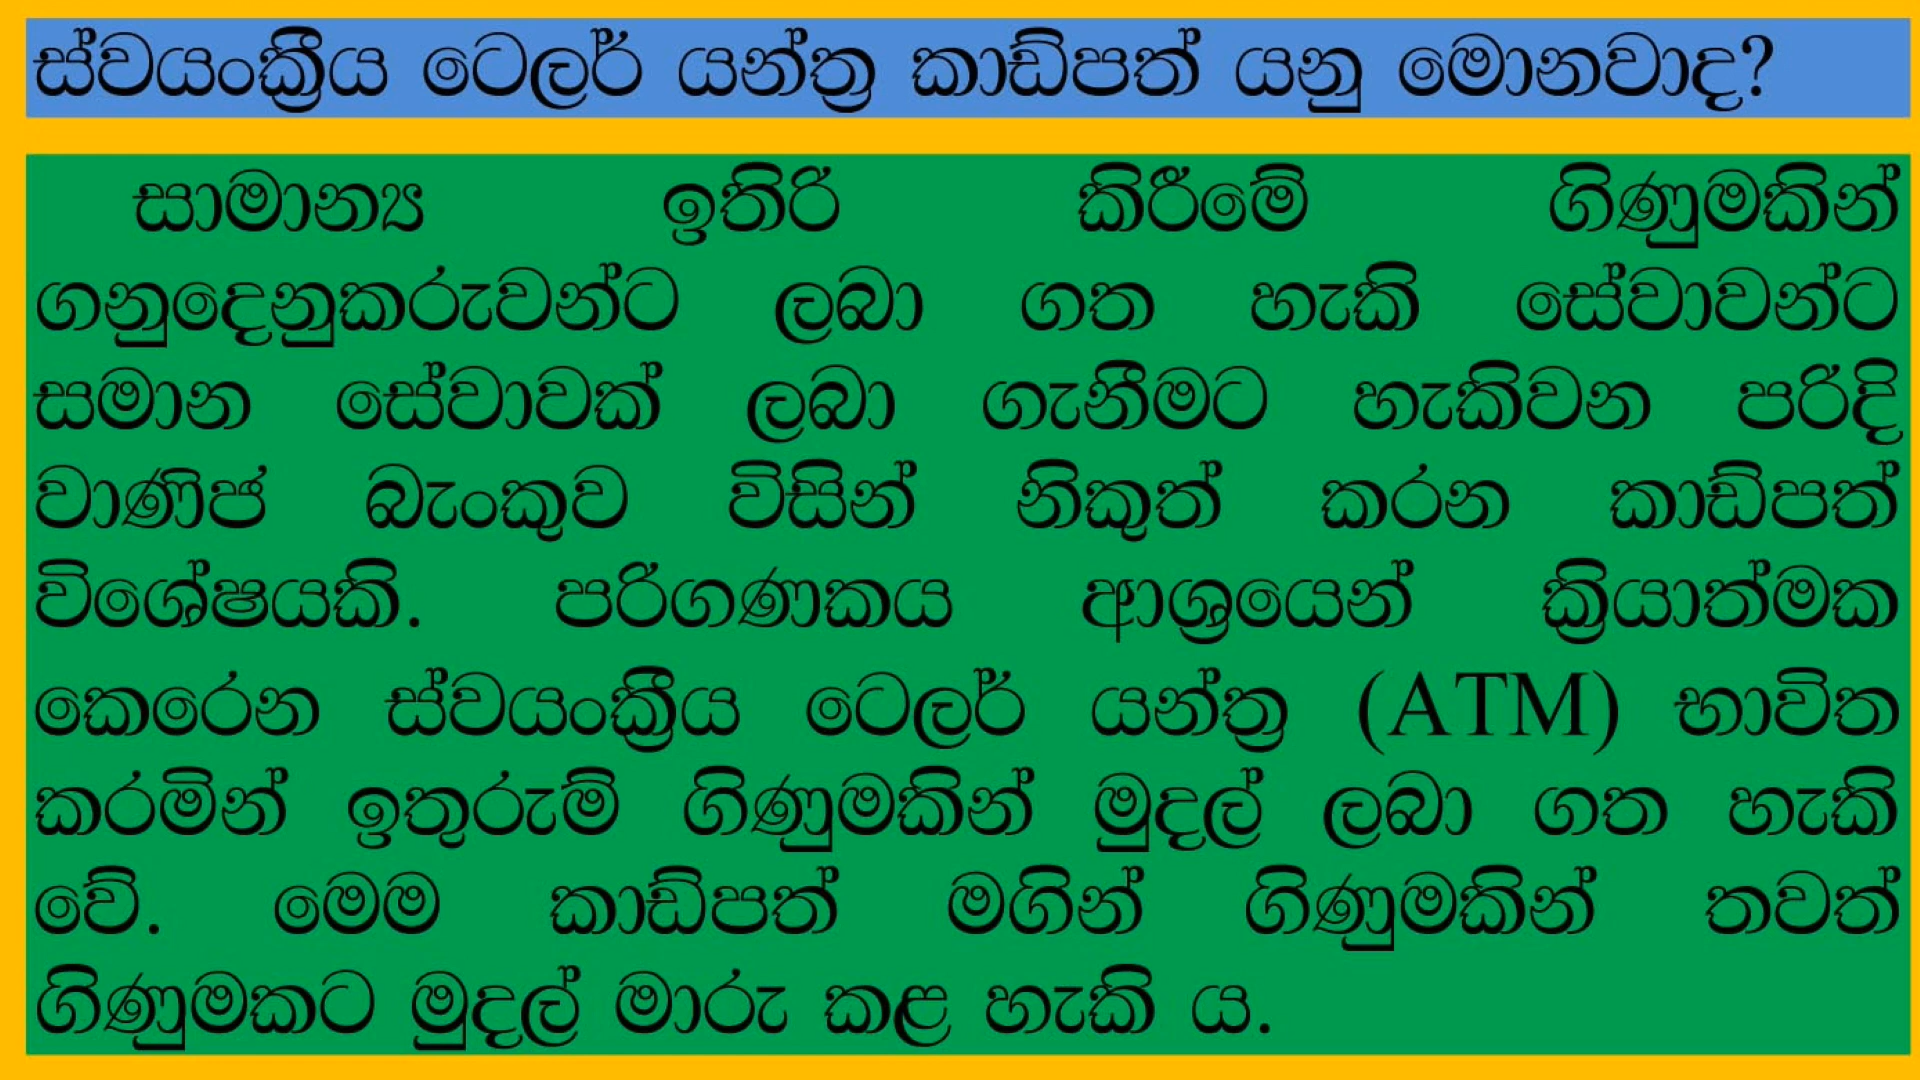 ස්වයංක්‍රීය ටෙලර් යන්ත්‍ර කාඩ්පත් යනු මොනවාද?
සාමාන්‍ය ඉතිරි කිරීමේ ගිණුමකින්
ගනුදෙනුකරුවන්ට ලබා ගත හැකි සේවාවන්ට
සමාන සේවාවක් ලබා ගැනීමට හැකිවන පරිදි
වාණිජ බැංකුව විසින් නිකුත් කරන කාඩ්පත්
විශේෂයකි. පරිගණකය ආශ්‍රයෙන් ක්‍රියාත්මක
කෙරෙන ස්වයංක්‍රීය ටෙලර් යන්ත්‍ර (ATM) භාවිත
කරමින් ඉතුරුම් ගිණුමකින් මුදල් ලබා ගත හැකි
වේ. මෙම කාඩ්පත් මගින් ගිණුමකින් තවත්
ගිණුමකට මුදල් මාරු කළ හැකි ය.